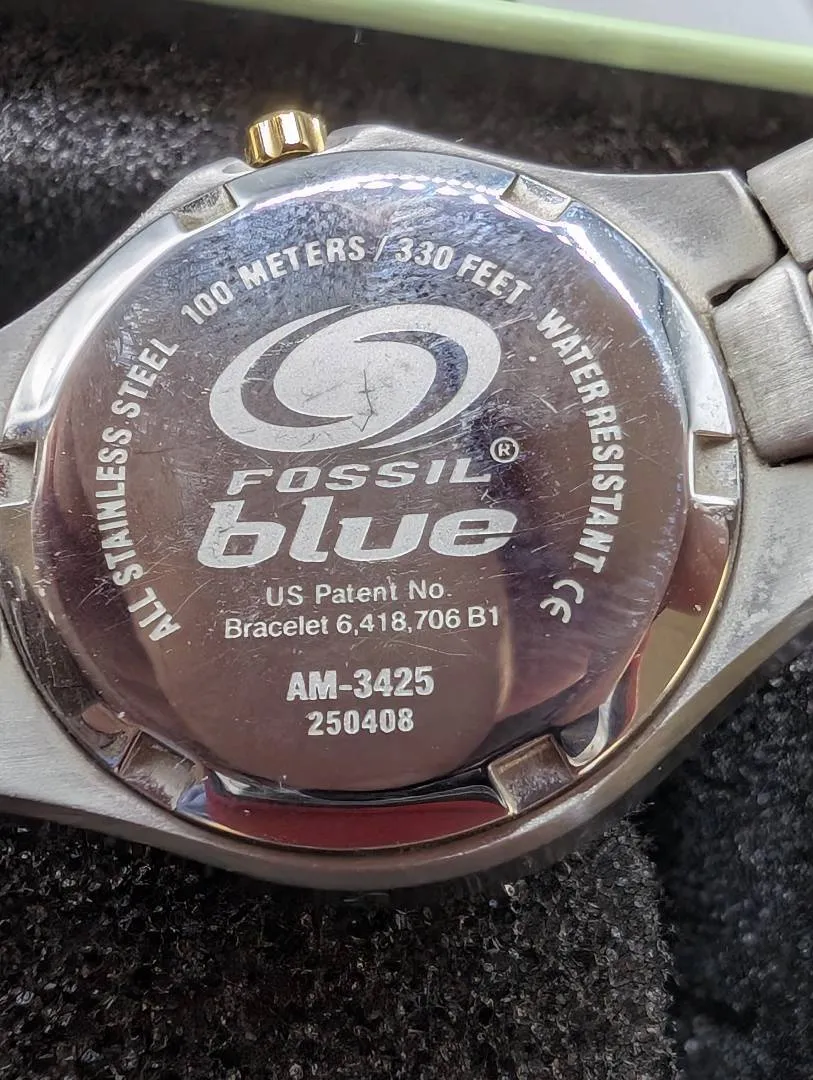 ALL STAINLESS STEEL 100 METERS / 330 FEET WATER RESISTANT CE
FOSSIL®
blue
US Patent No.
Bracelet 6,418,706 B1
AM-3425
250408